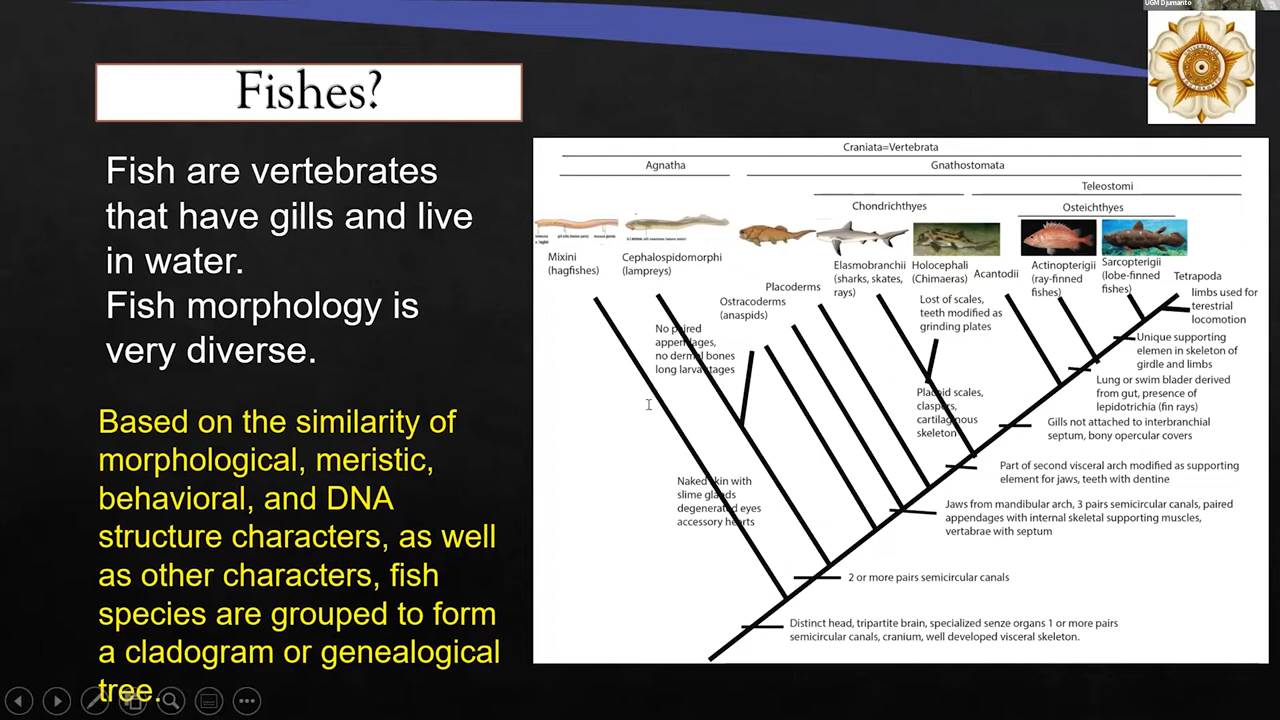 UGM Djumanto
Fishes?
Fish are vertebrates
that have gills and live
in water.
Fish morphology is
very diverse.
Based on the similarity of
morphological, meristic,
behavioral, and DNA
structure characters, as well
as other characters, fish
species are grouped to form
a cladogram or genealogical
tree.
Craniata=Vertebrata
Agnatha
Gnathostomata
Teleostomi
Chondrichthyes
Osteichthyes
Mixini
(hagfishes)
Cephalospidomorphi
(lampreys)
Ostracoderms
(anaspids)
Placoderms
Elasmobranchii
(sharks, skates,
rays)
Holocephali
(Chimaeras)
Acantodii
Actinopterigii
(ray-finned
fishes)
Sarcopterigii
(lobe-finned
fishes)
Tetrapoda
limbs used for
terestrial
locomotion
Lost of scales,
teeth modified as
grinding plates
No paired
appendages,
no dermal bones
long larva stages
Unique supporting
elemen in skeleton of
girdle and limbs
Lung or swim blader derived
from gut, presence of
lepidotrichia (fin rays)
Placoid scales,
claspers,
cartilaginous
skeleton
Gills not attached to interbranchial
septum, bony opercular covers
Part of second visceral arch modified as supporting
element for jaws, teeth with dentine
Naked skin with
slime glands
degenerated eyes
accessory hearts
Jaws from mandibular arch, 3 pairs semicircular canals, paired
appendages with internal skeletal supporting muscles,
vertabrae with septum
2 or more pairs semicircular canals
Distinct head, tripartite brain, specialized senze organs 1 or more pairs
semicircular canals, cranium, well developed visceral skeleton.